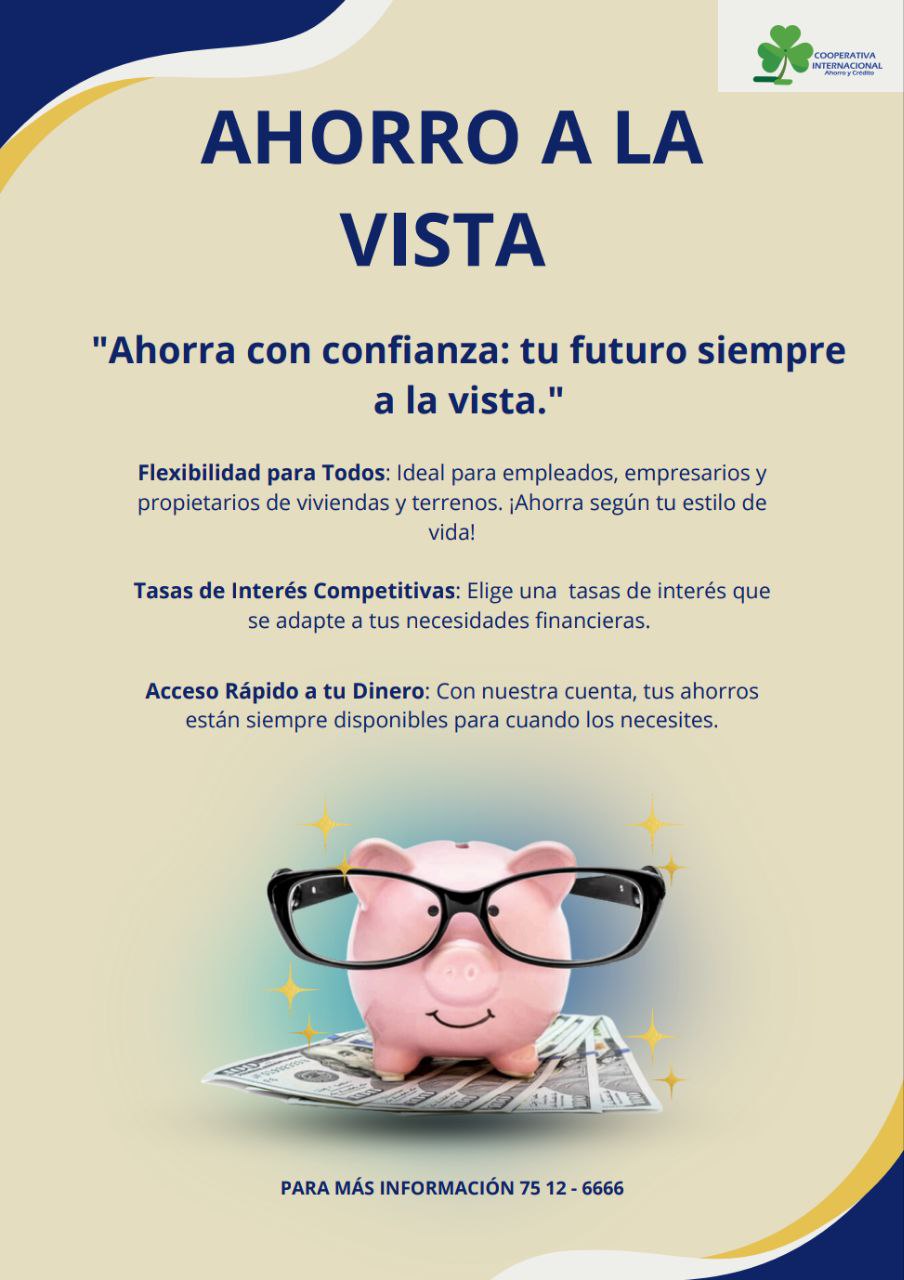 COOPERATIVA
INTERNACIONAL
Ahorro y Crédito
AHORRO A LA
VISTA
"Ahorra con confianza: tu futuro siempre
a la vista."
Flexibilidad para Todos: Ideal para empleados, empresarios y
propietarios de viviendas y terrenos. ¡Ahorra según tu estilo de
vida!
Tasas de Interés Competitivas: Elige una  tasas de interés que
se adapte a tus necesidades financieras.
Acceso Rápido a tu Dinero: Con nuestra cuenta, tus ahorros
están siempre disponibles para cuando los necesites.
PARA MÁS INFORMACIÓN 75 12 - 6666